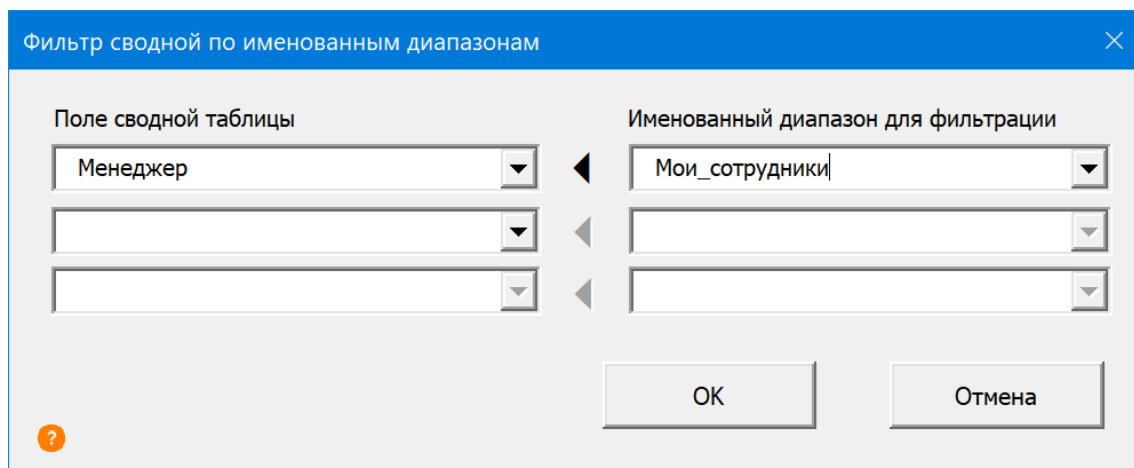 Фильтр сводной по именованным диапазонам
Поле сводной таблицы
Именованный диапазон для фильтрации
Менеджер
Мои_сотрудники
OK
Отмена
?